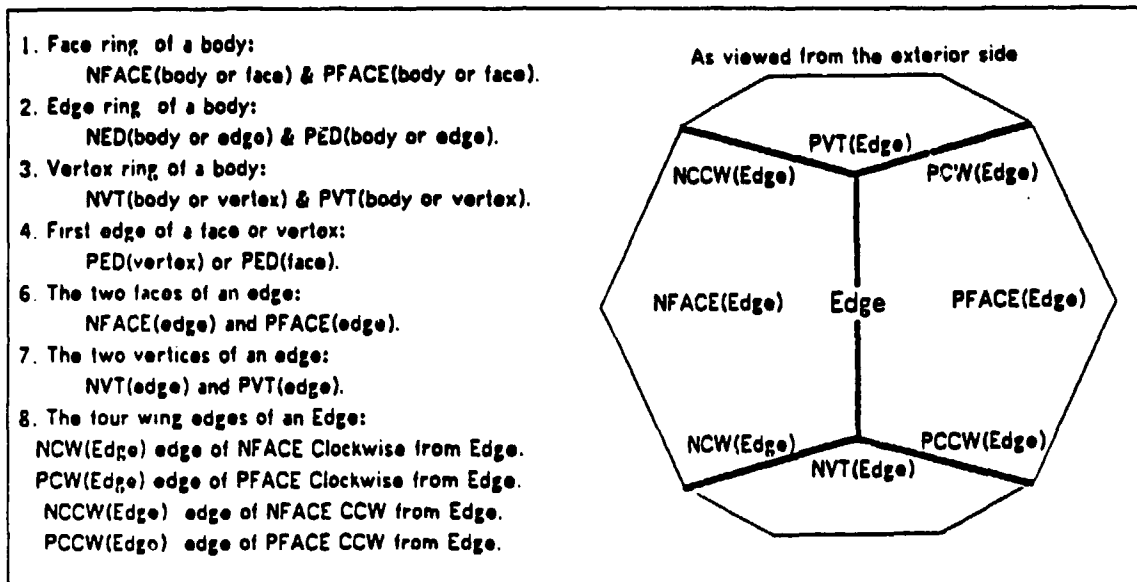 1. Face ring of a body:
NFACE(body or face) & PFACE(body or face).
2. Edge ring of a body:
NED(body or edge) & PED(body or edge).
3. Vertex ring of a body:
NVT(body or vertex) & PVT(body or vertex).
4. First edge of a face or vertex:
PED(vertex) or PED(face).
6. The two faces of an edge:
NFACE(edge) and PFACE(edge).
7. The two vertices of an edge:
NVT(edge) and PVT(edge).
8. The four wing edges of an Edge:
NCW(Edge) edge of NFACE Clockwise from Edge.
PCW(Edge) edge of PFACE Clockwise from Edge.
NCCW(Edge) edge of NFACE CCW from Edge.
PCCW(Edge) edge of PFACE CCW from Edge.
As viewed from the exterior side
PVT(Edge)
NCCW(Edge)
PCW(Edge)
NFACE(Edge)
Edge
PFACE(Edge)
NCW(Edge)
PCCW(Edge)
NVT(Edge)